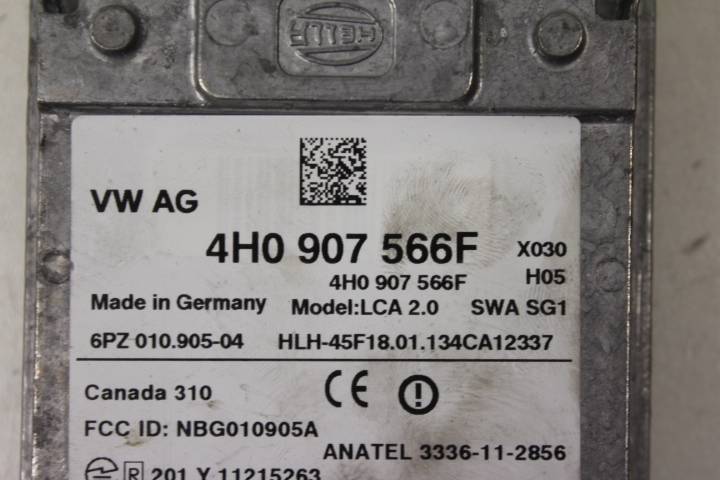 HELLA
VW AG
4H0 907 566F X030
4H0 907 566F H05
Made in Germany Model:LCA 2.0 SWA SG1
6PZ 010.905-04 HLH-45F18.01.134CA12337
Canada 310 CE
FCC ID: NBG010905A
ANATEL 3336-11-2856
R 201 Y 11215263